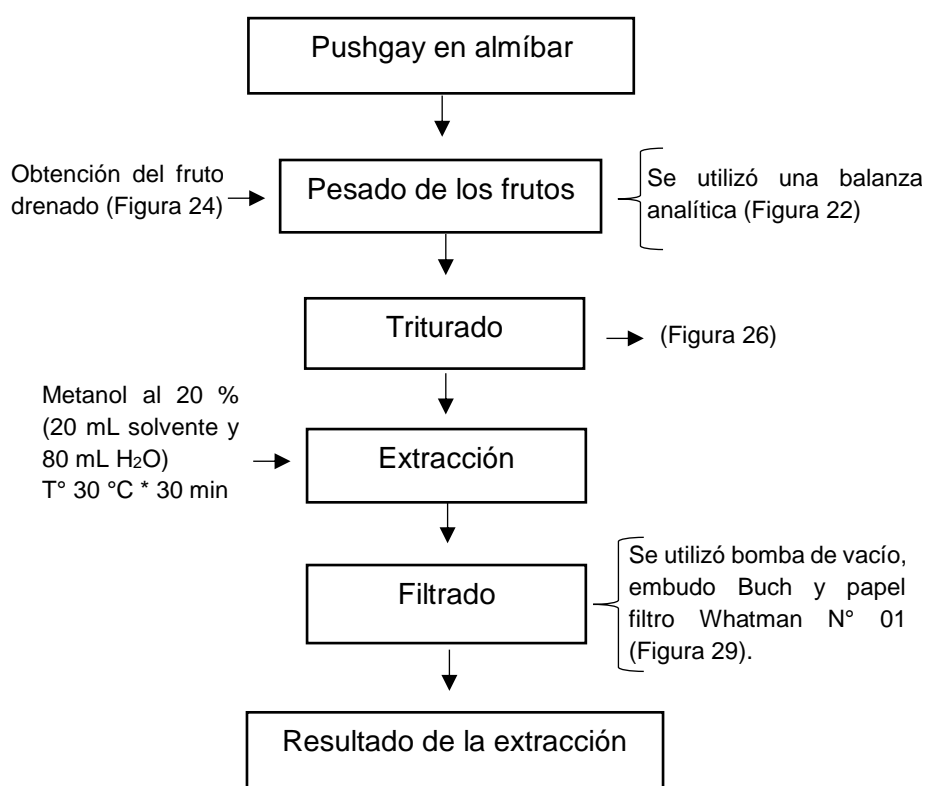 Pushgay en almíbar
Obtención del fruto
drenado (Figura 24)
Pesado de los frutos
Se utilizó una balanza
analítica (Figura 22)
Triturado
(Figura 26)
Metanol al 20 %
(20 mL solvente y
80 mL H₂O)
T° 30 °C * 30 min
Extracción
Filtrado
Se utilizó bomba de vacío,
embudo Buch y papel
filtro Whatman N° 01
(Figura 29).
Resultado de la extracción